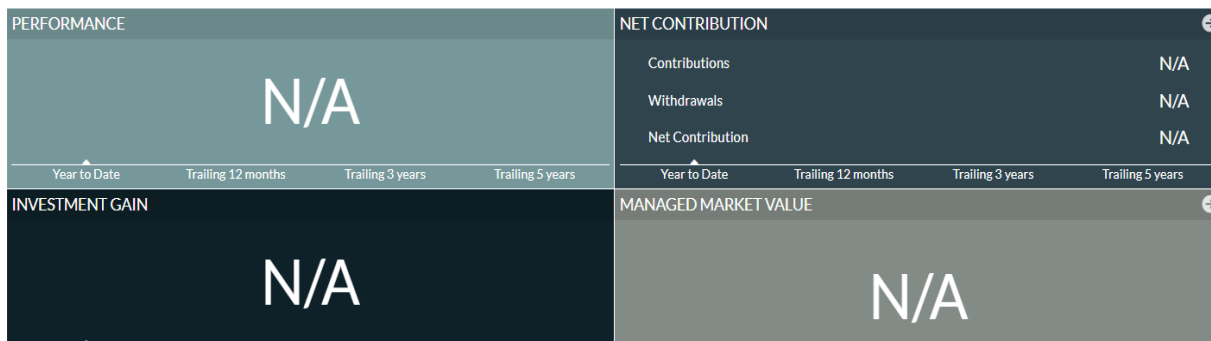 PERFORMANCE
N/A
Year to Date Trailing 12 months Trailing 3 years Trailing 5 years
NET CONTRIBUTION
Contributions N/A
Withdrawals N/A
Net Contribution N/A
Year to Date Trailing 12 months Trailing 3 years Trailing 5 years
INVESTMENT GAIN
N/A
MANAGED MARKET VALUE
N/A